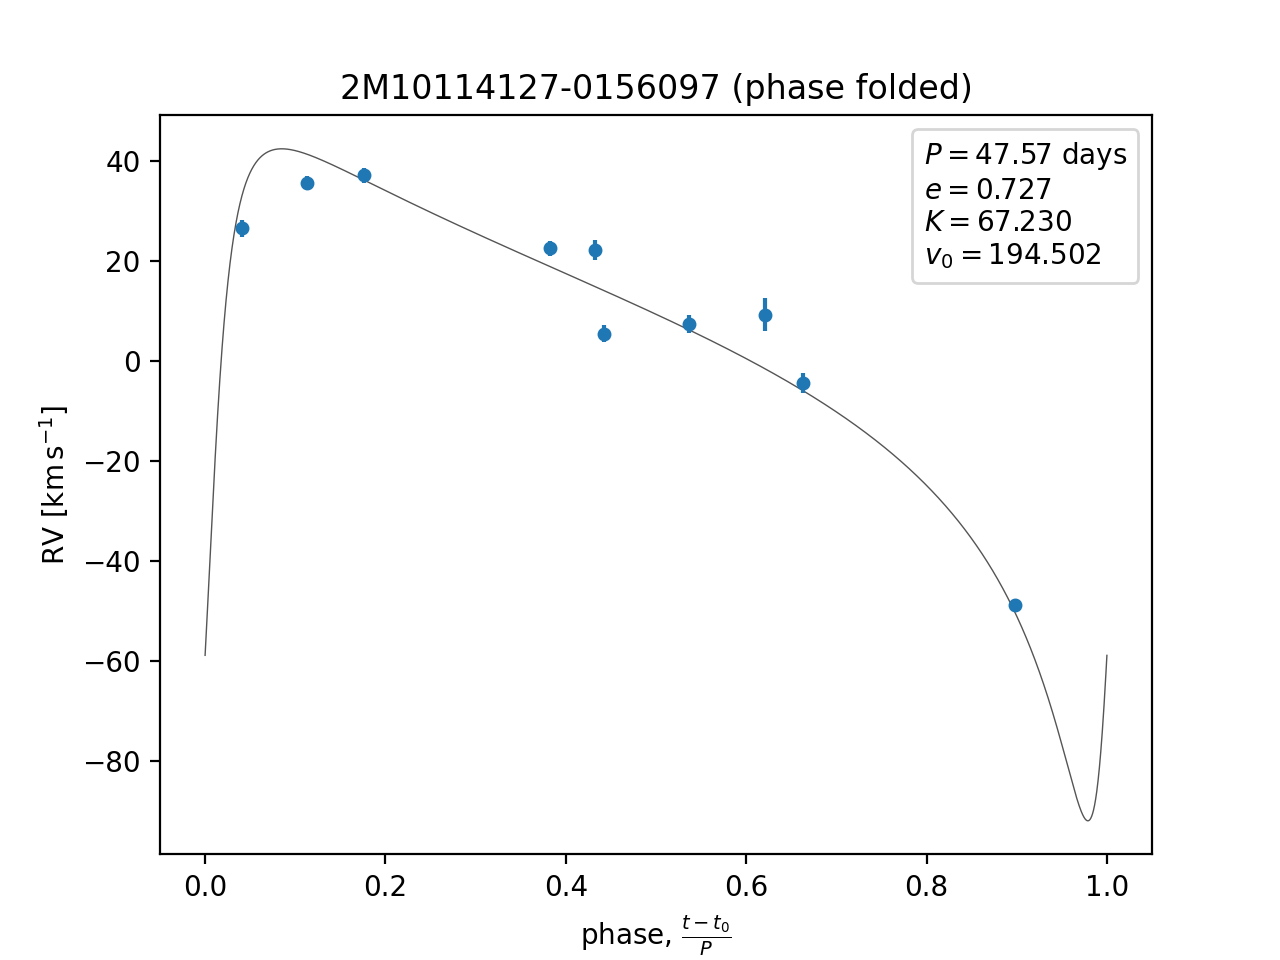 2M10114127-0156097 (phase folded)
P = 47.57 days
e = 0.727
K = 67.230
v₀ = 194.502
40
20
0
−20
−40
−60
−80
RV [km s⁻¹]
0.0 0.2 0.4 0.6 0.8 1.0
phase, (t − t₀)/P